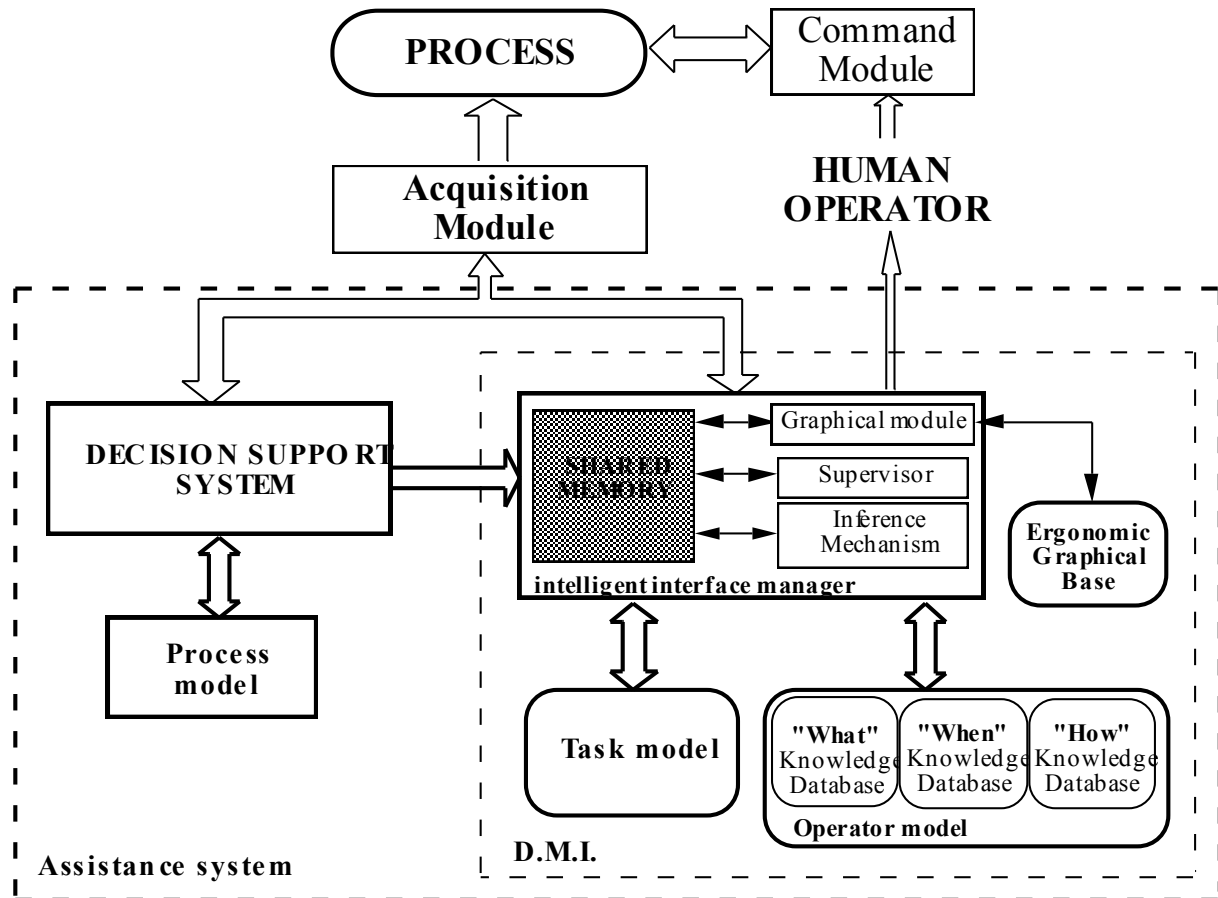 PROCESS
Command
Module
Acquisition
Module
HUMAN
OPERATOR
DECISION SUPPORT
SYSTEM
SHARED
MEMORY
Graphical module
Supervisor
Inference
Mechanism
intelligent interface manager
Ergonomic
Graphical
Base
Process
model
Task model
"What"
Knowledge
Database
"When"
Knowledge
Database
"How"
Knowledge
Database
Operator model
D.M.I.
Assistance system